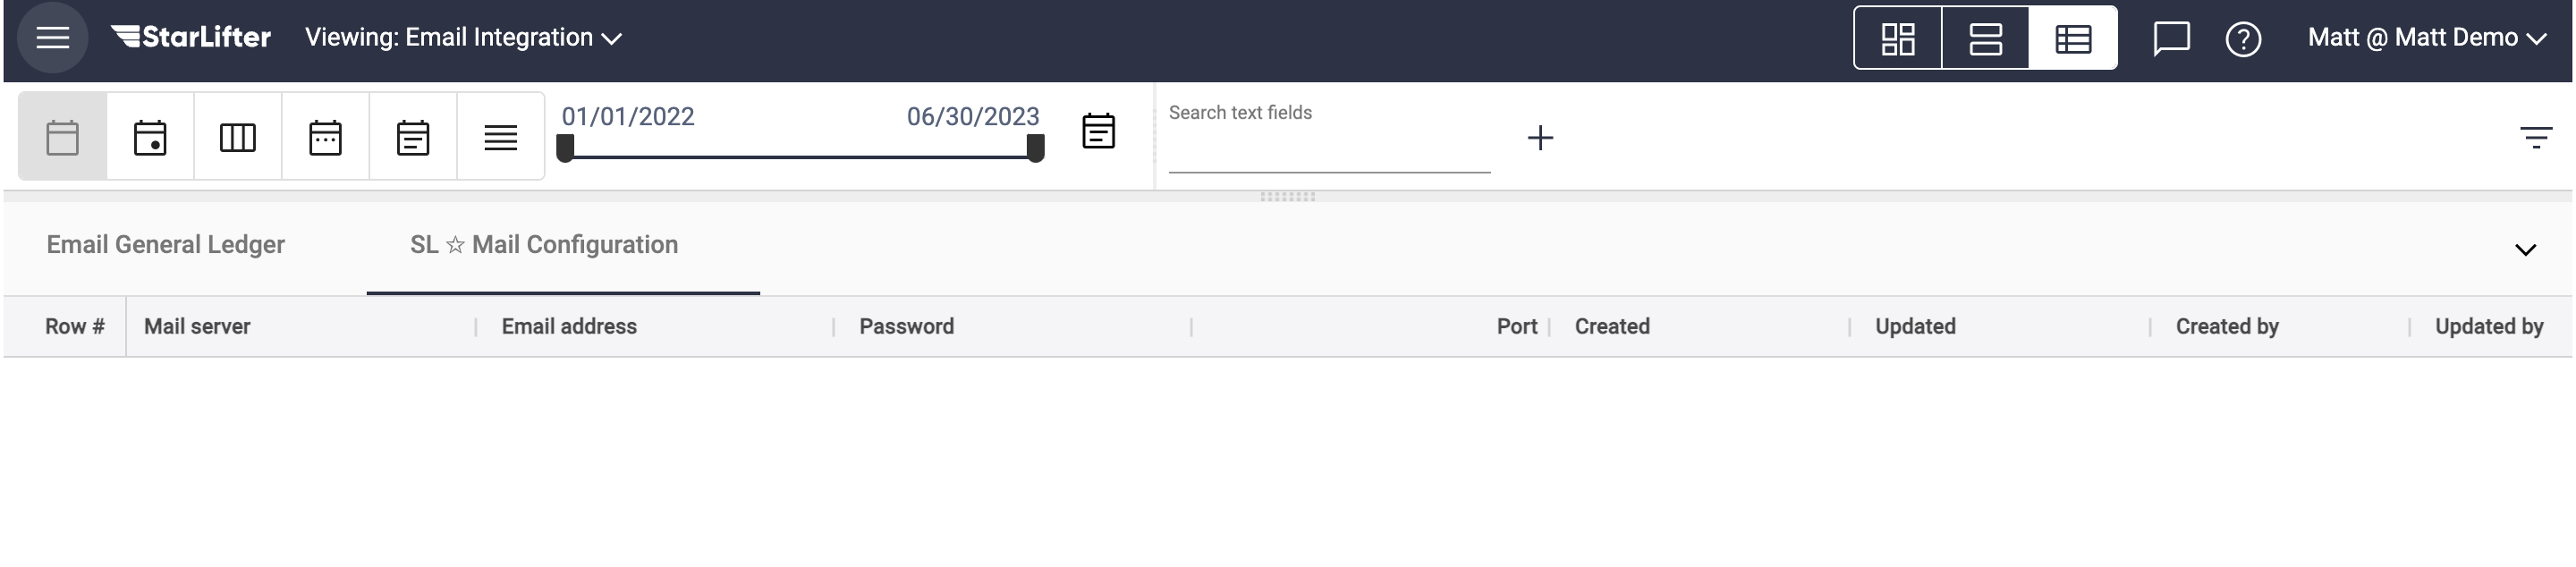 StarLifter Viewing: Email Integration Matt @ Matt Demo
01/01/2022 06/30/2023 Search text fields
Email General Ledger SL ☆ Mail Configuration
Row # Mail server Email address Password Port Created Updated Created by Updated by